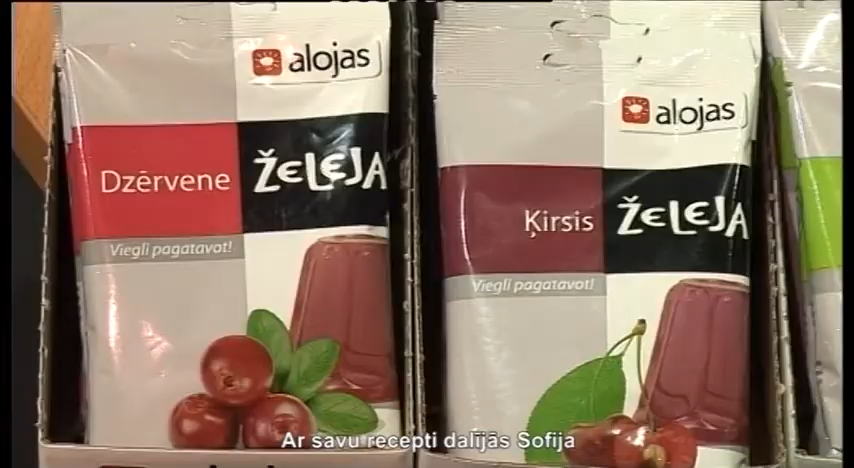 alojas
Dzērvene
ŽELEJA
Viegli pagatavot!
alojas
Ķirsis
ŽELEJA
Viegli pagatavot!
Ar savu recepti dalījās Sofija